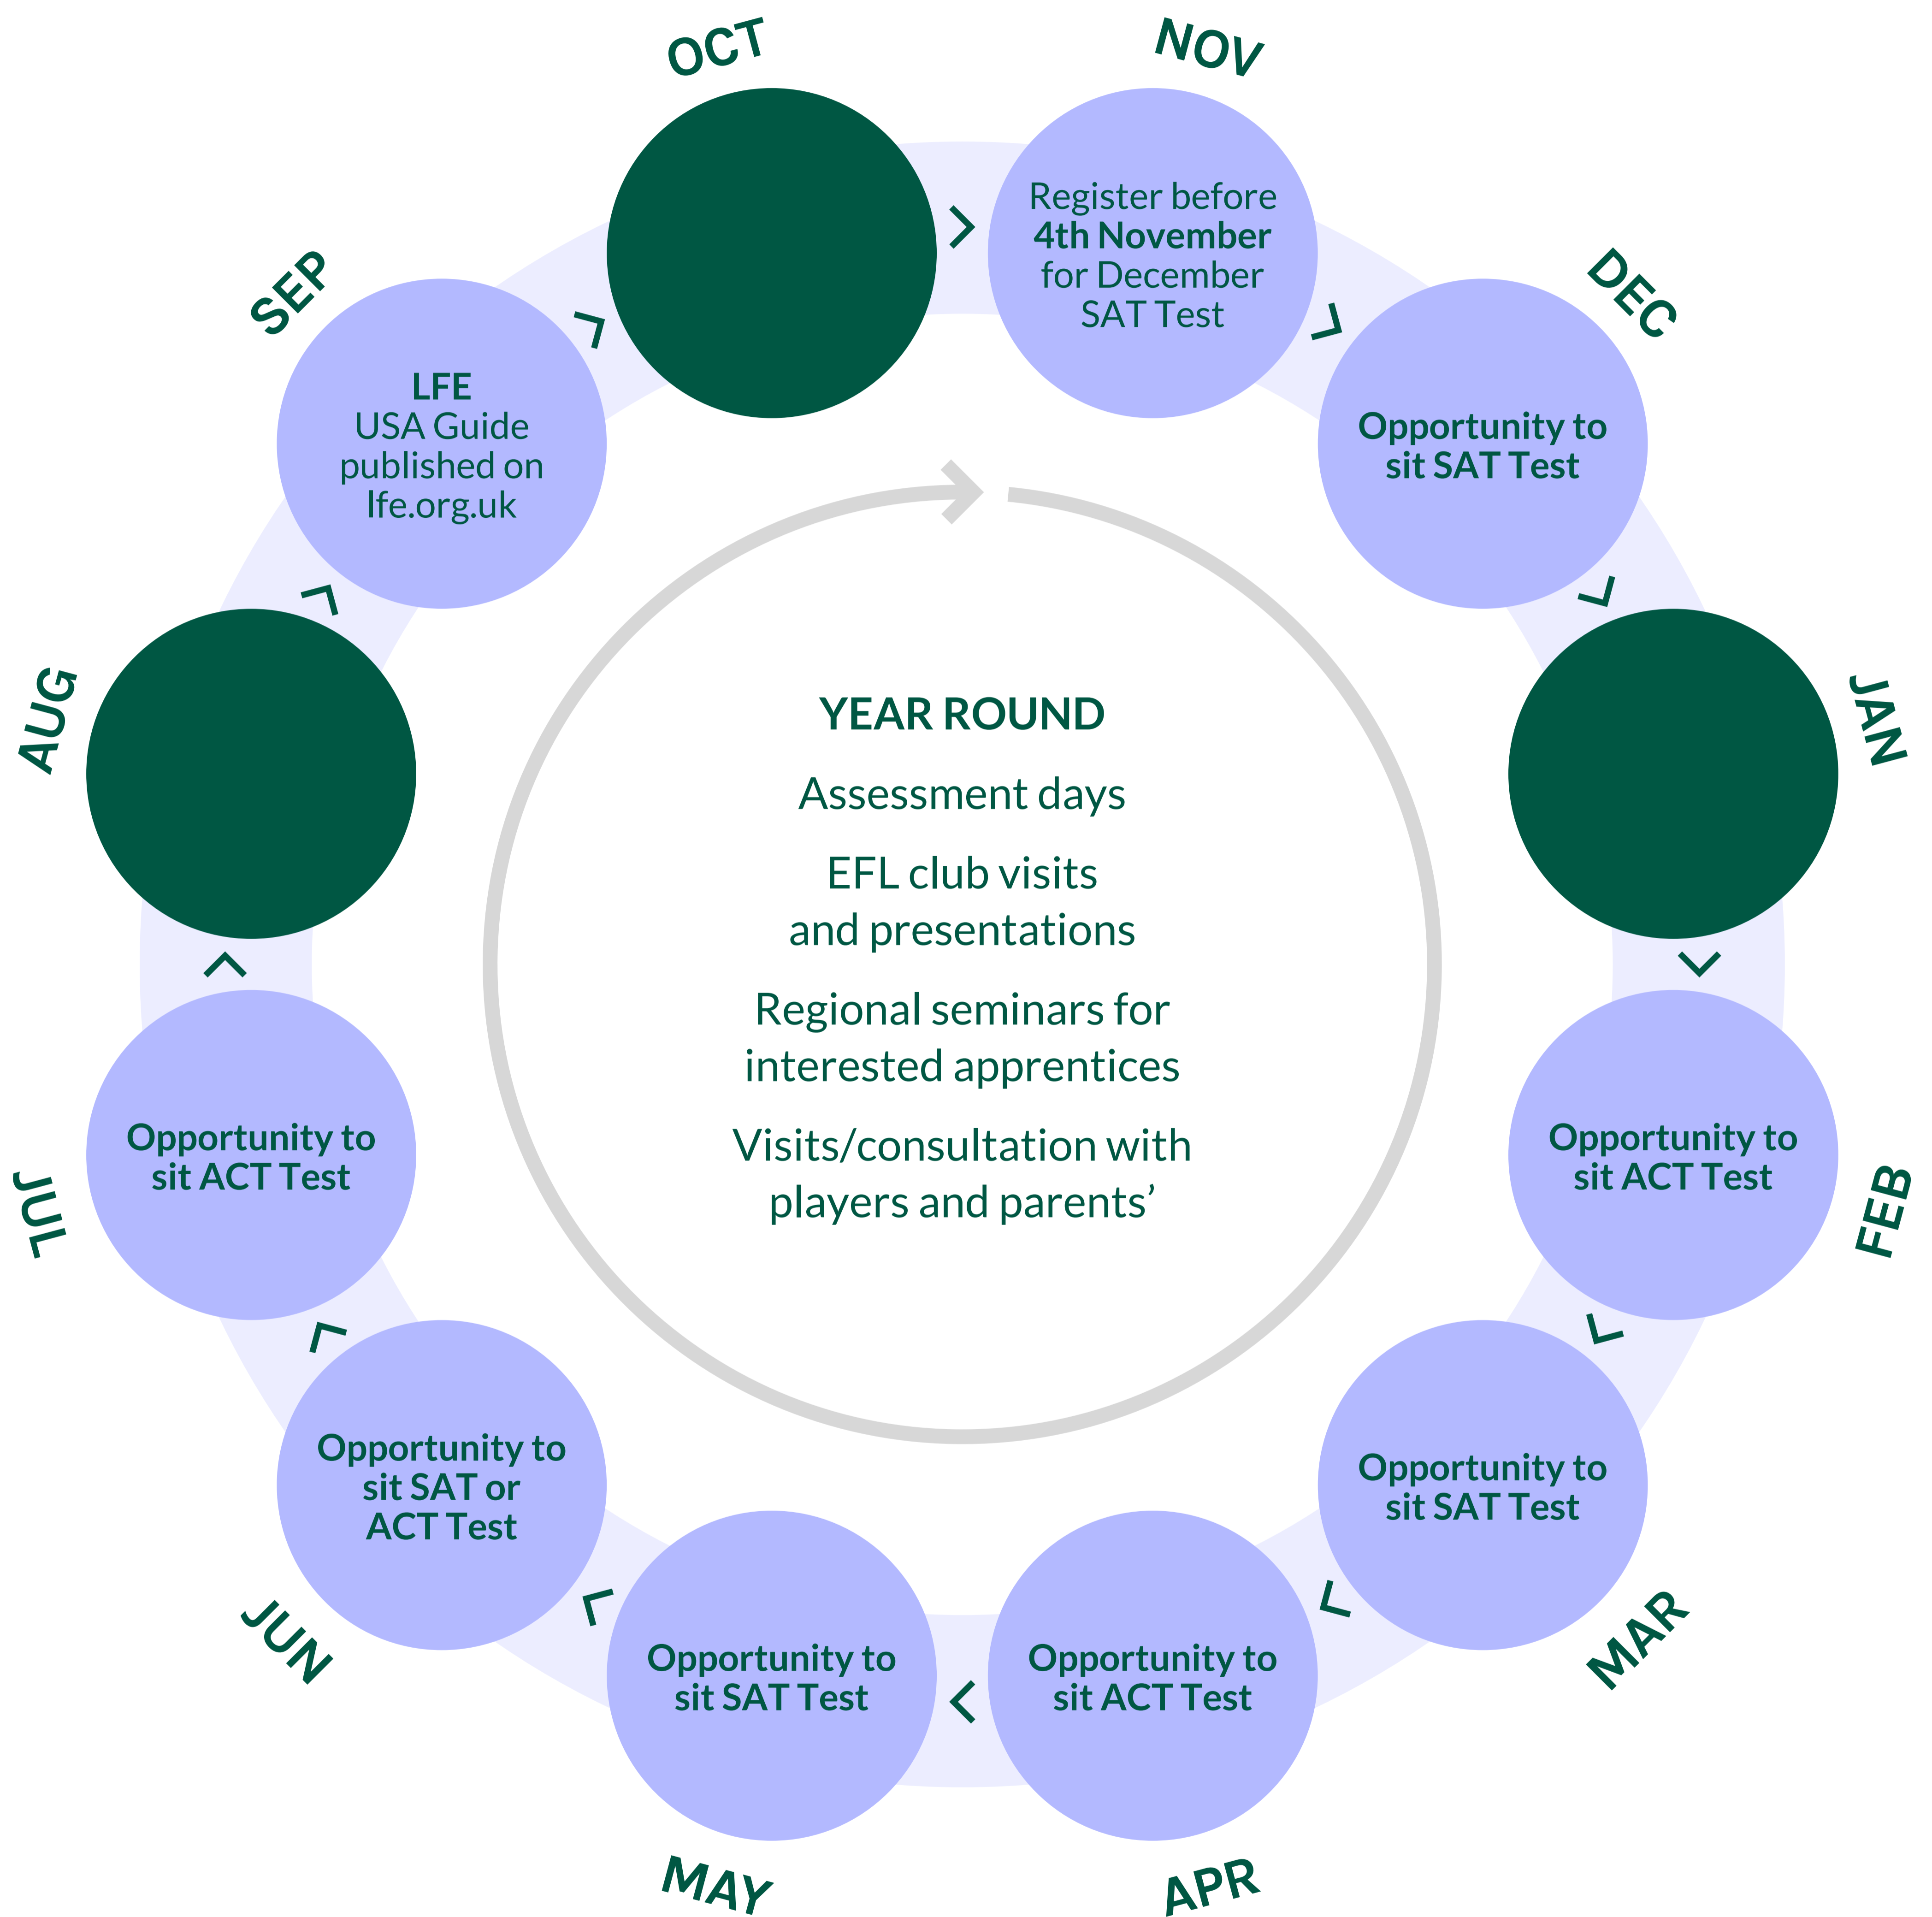 OCT
NOV
Register before
4th November
for December
SAT Test
DEC
Opportunity to
sit SAT Test
JAN
FEB
Opportunity to
sit ACT Test
MAR
Opportunity to
sit SAT Test
APR
Opportunity to
sit ACT Test
MAY
Opportunity to
sit SAT Test
JUN
Opportunity to
sit SAT or
ACT Test
JUL
Opportunity to
sit ACT Test
AUG
SEP
LFE
USA Guide
published on
lfe.org.uk
YEAR ROUND
Assessment days
EFL club visits
and presentations
Regional seminars for
interested apprentices
Visits/consultation with
players and parents’